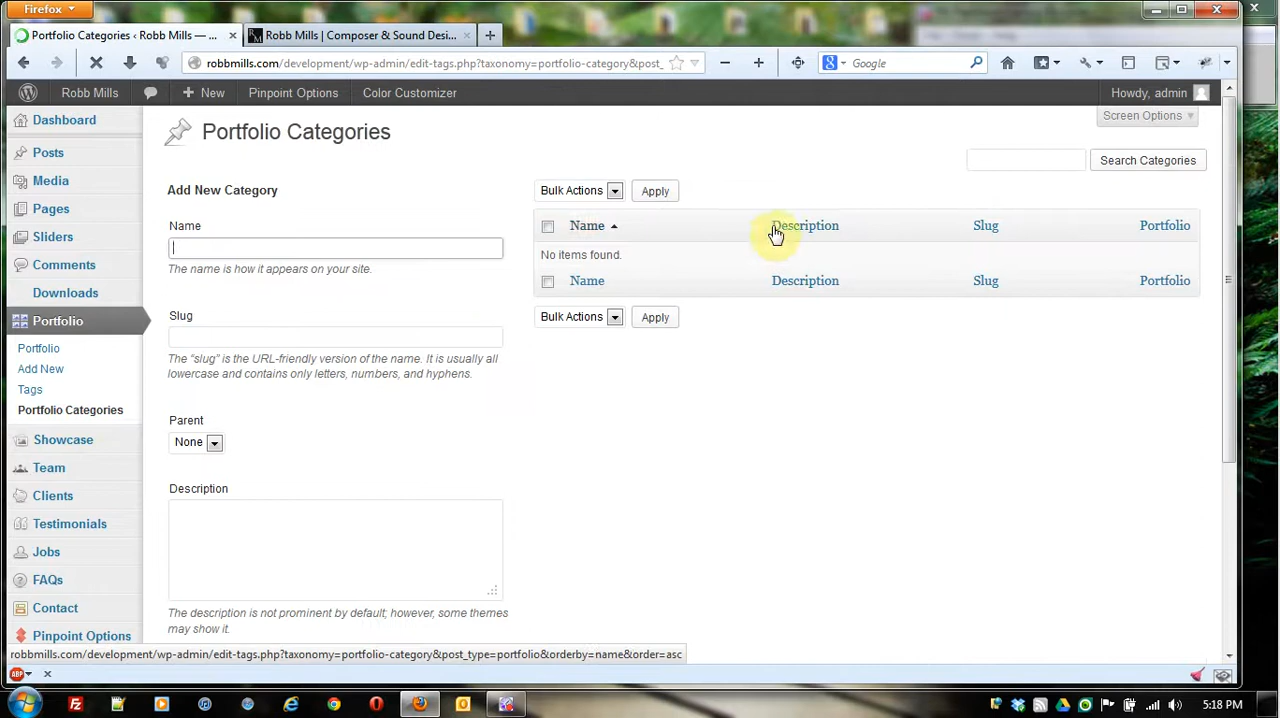 Firefox
Portfolio Categories ‹ Robb Mills — ...
Robb Mills | Composer & Sound Desi...
robbmills.com/development/wp-admin/edit-tags.php?taxonomy=portfolio-category&post_
Google
Robb Mills
New
Pinpoint Options
Color Customizer
Howdy, admin
Dashboard
Posts
Media
Pages
Sliders
Comments
Downloads
Portfolio
Portfolio
Add New
Tags
Portfolio Categories
Showcase
Team
Clients
Testimonials
Jobs
FAQs
Contact
Pinpoint Options
Screen Options
Portfolio Categories
Search Categories
Add New Category
Name
The name is how it appears on your site.
Slug
The “slug” is the URL-friendly version of the name. It is usually all
lowercase and contains only letters, numbers, and hyphens.
Parent
None
Description
The description is not prominent by default; however, some themes
may show it.
Bulk Actions Apply
Name Description Slug Portfolio
No items found.
Name Description Slug Portfolio
Bulk Actions Apply
robbmills.com/development/wp-admin/edit-tags.php?taxonomy=portfolio-category&post_type=portfolio&orderby=name&order=asc
ABP
5:18 PM